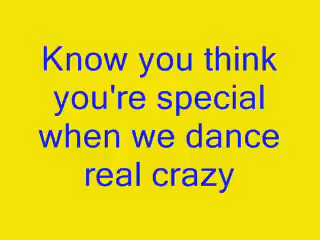 Know you think
you're special
when we dance
real crazy